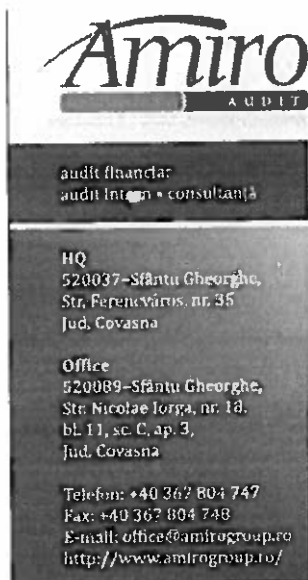 Amiro
AUDIT
audit financiar
audit intern • consultanță
HQ
520037–Sfântu Gheorghe,
Str. Ferencváros, nr. 35
Jud. Covasna
Office
520089–Sfântu Gheorghe,
Str. Nicolae Iorga, nr. 18,
bl. 11, sc. C, ap. 3,
Jud. Covasna
Telefon: +40 367 804 747
Fax: +40 367 804 748
E-mail: office@amirogroup.ro
http://www.amirogroup.ro/